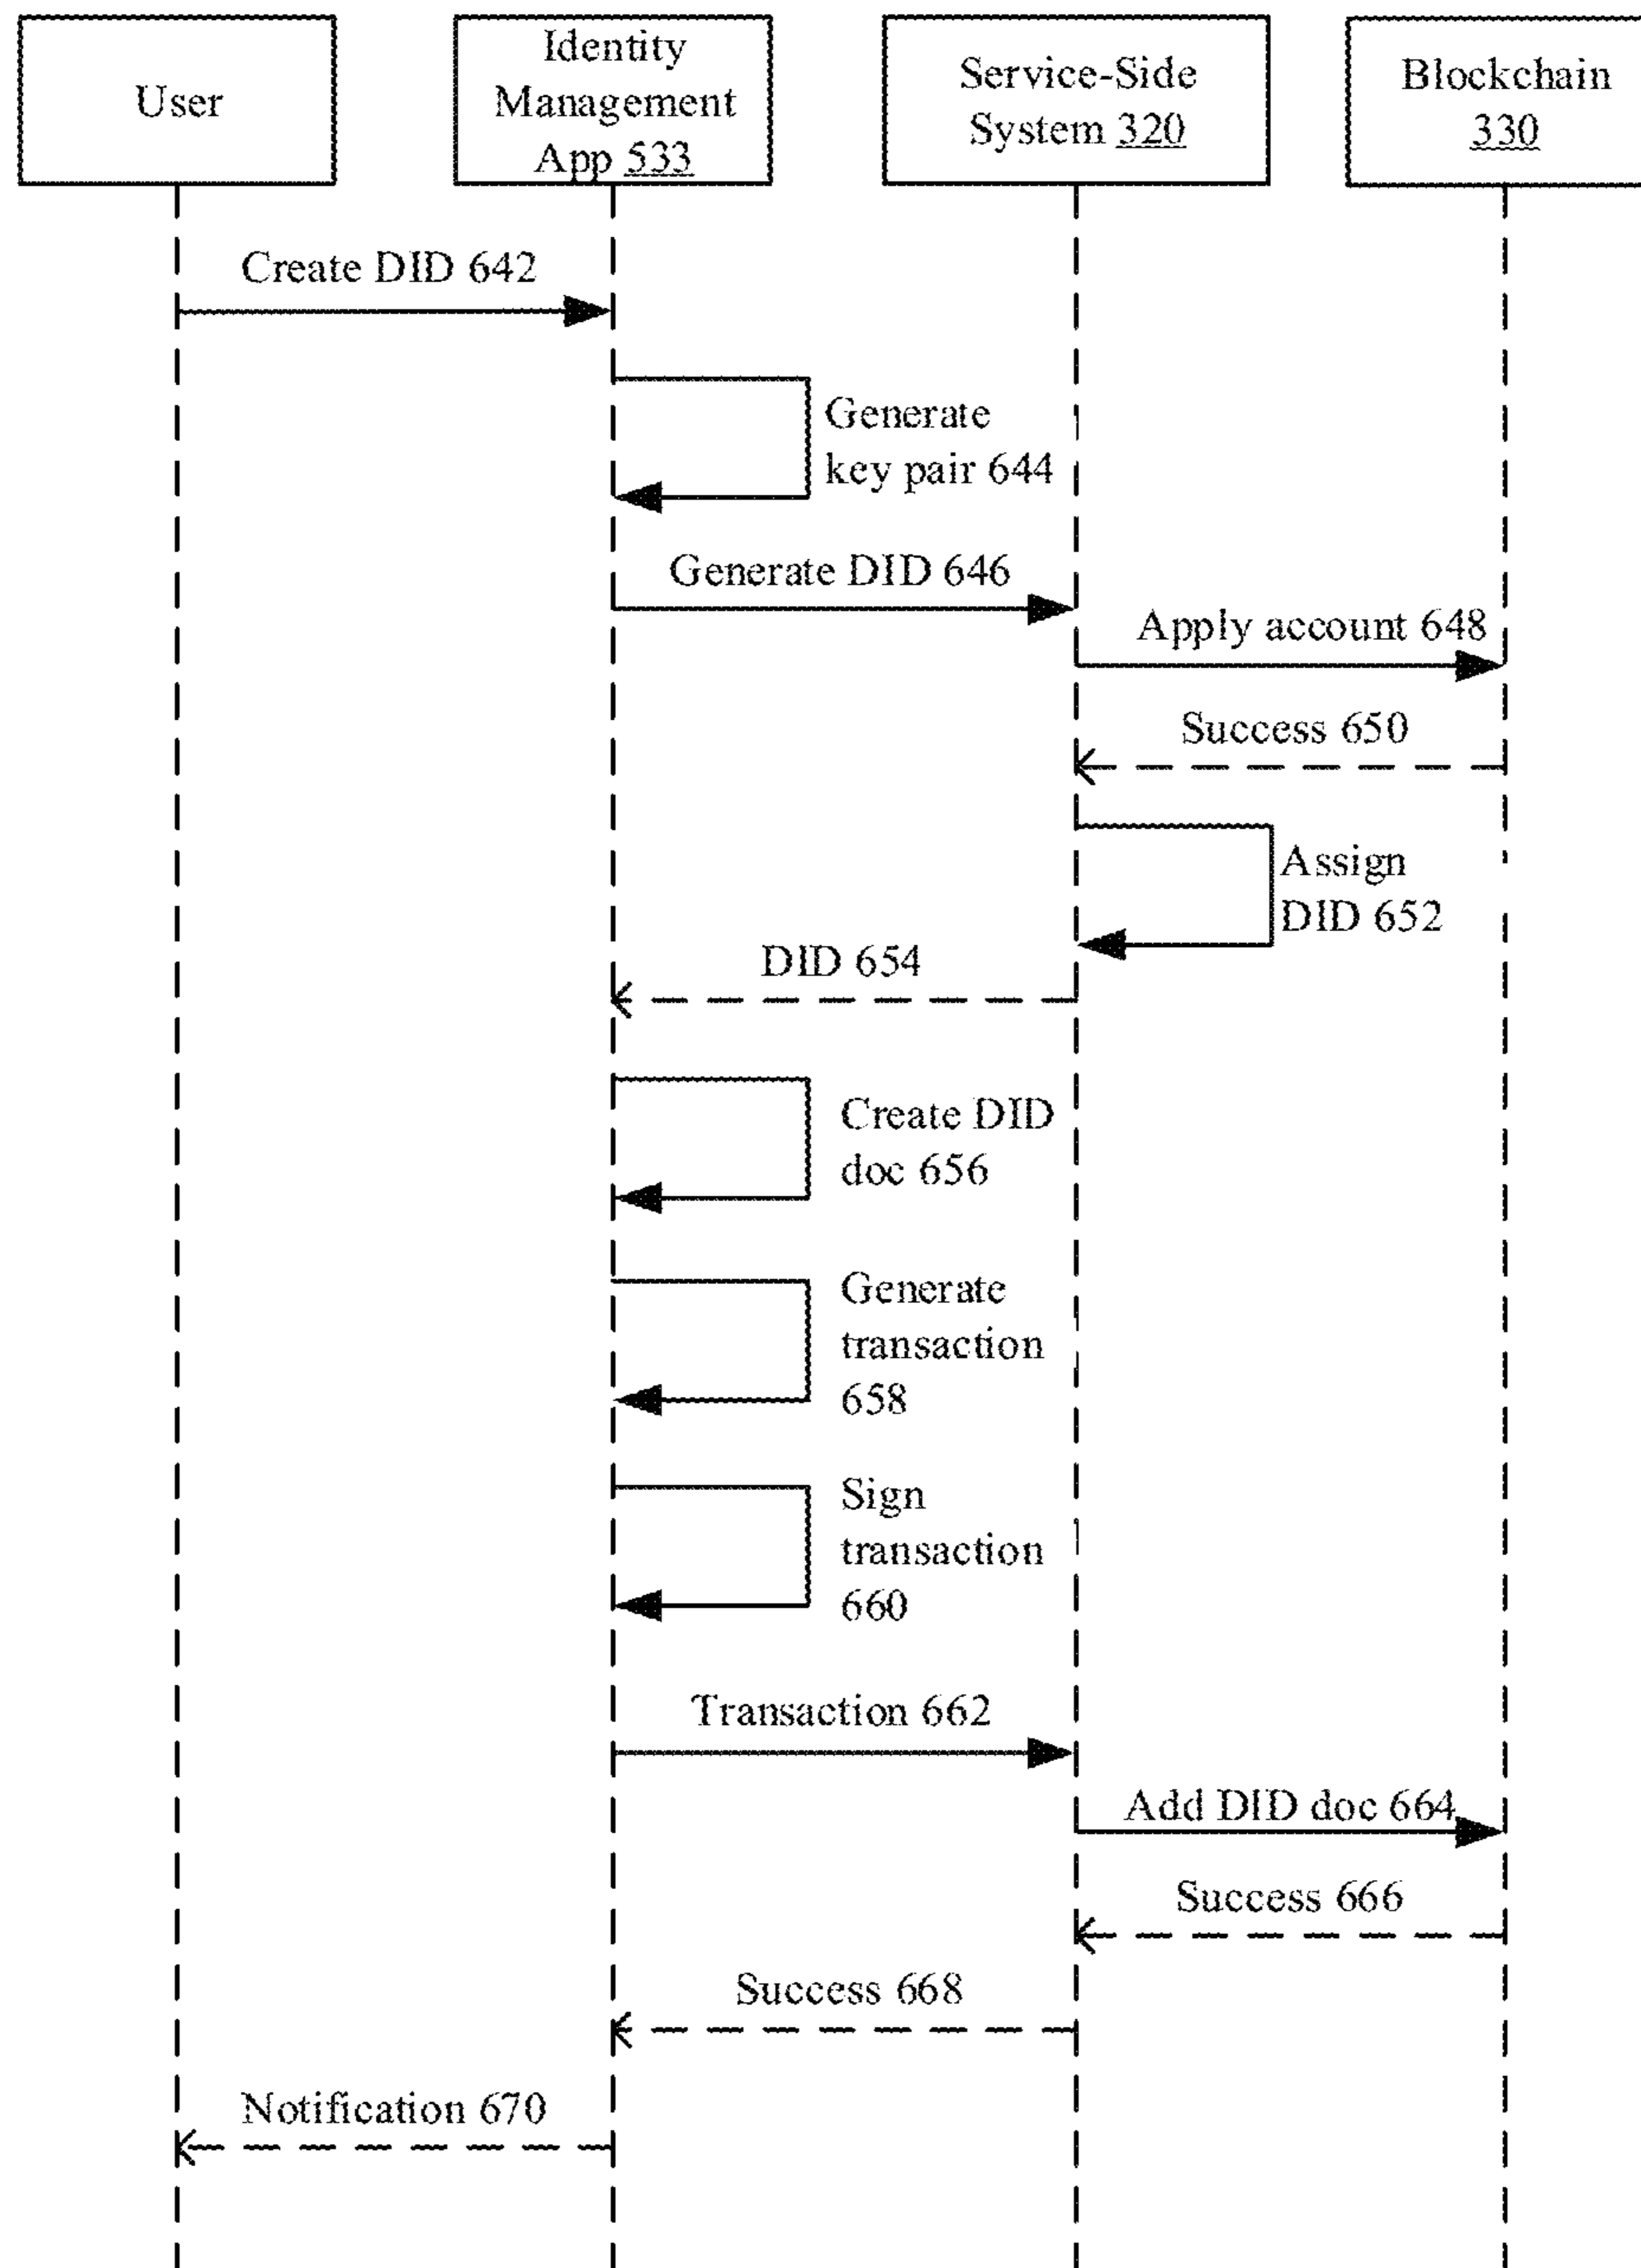 User
Identity
Management
App 533
Service-Side
System 320
Blockchain
330
Create DID 642
Generate
key pair 644
Generate DID 646
Apply account 648
Success 650
Assign
DID 652
DID 654
Create DID
doc 656
Generate
transaction
658
Sign
transaction
660
Transaction 662
Add DID doc 664
Success 666
Success 668
Notification 670